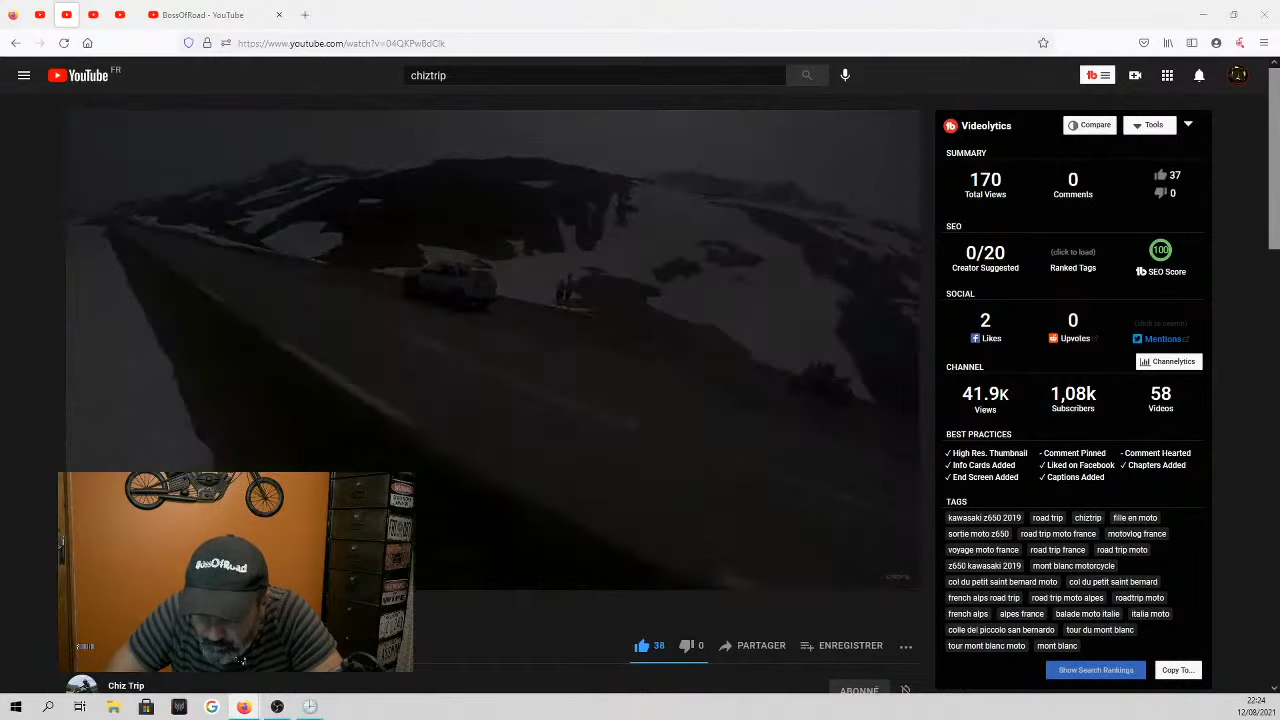 BossOfRoad - YouTube
https://www.youtube.com/watch?v=04QKPwBdClk
YouTube FR
chiztrip
tb
tb Videolytics
Compare
Tools
SUMMARY
170
0
37
Total Views
Comments
0
SEO
0/20
(click to load)
100
Creator Suggested
Ranked Tags
tb SEO Score
SOCIAL
2
0
(click to search)
Likes
Upvotes
Mentions
CHANNEL
Channelytics
41.9K
1,08k
58
Views
Subscribers
Videos
BEST PRACTICES
✓ High Res. Thumbnail
- Comment Pinned
- Comment Hearted
✓ Info Cards Added
✓ Liked on Facebook
✓ Chapters Added
✓ End Screen Added
✓ Captions Added
TAGS
kawasaki z650 2019
road trip
chiztrip
fille en moto
sortie moto z650
road trip moto france
motovlog france
voyage moto france
road trip france
road trip moto
z650 kawasaki 2019
mont blanc motorcycle
col du petit saint bernard moto
col du petit saint bernard
french alps road trip
road trip moto alpes
roadtrip moto
french alps
alpes france
balade moto italie
italia moto
colle del piccolo san bernardo
tour du mont blanc
tour mont blanc moto
mont blanc
Show Search Rankings
Copy To...
BossOfRoad
38
0
PARTAGER
ENREGISTRER
Chiz Trip
ABONNÉ
22:24
12/08/2021